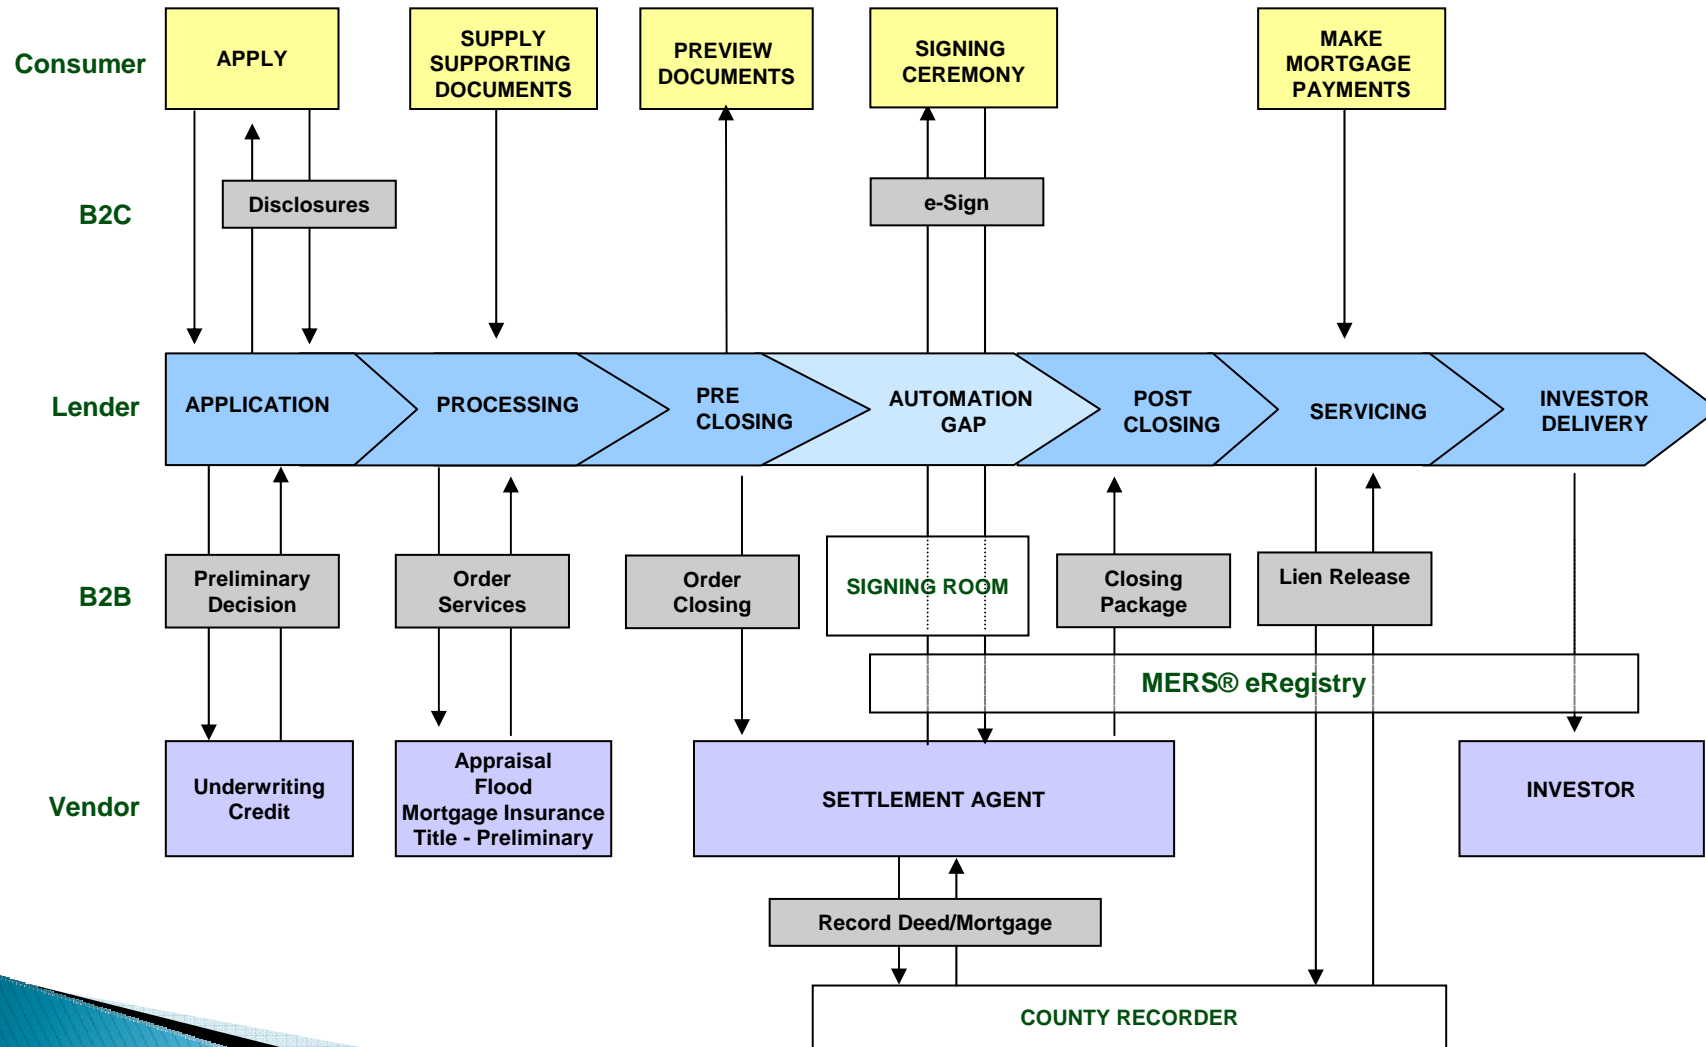 Consumer
APPLY
SUPPLY
SUPPORTING
DOCUMENTS
PREVIEW
DOCUMENTS
SIGNING
CEREMONY
MAKE
MORTGAGE
PAYMENTS
B2C
Disclosures
e-Sign
Lender
APPLICATION
PROCESSING
PRE
CLOSING
AUTOMATION
GAP
POST
CLOSING
SERVICING
INVESTOR
DELIVERY
B2B
Preliminary
Decision
Order
Services
Order
Closing
SIGNING ROOM
Closing
Package
Lien Release
MERS® eRegistry
Vendor
Underwriting
Credit
Appraisal
Flood
Mortgage Insurance
Title - Preliminary
SETTLEMENT AGENT
INVESTOR
Record Deed/Mortgage
COUNTY RECORDER